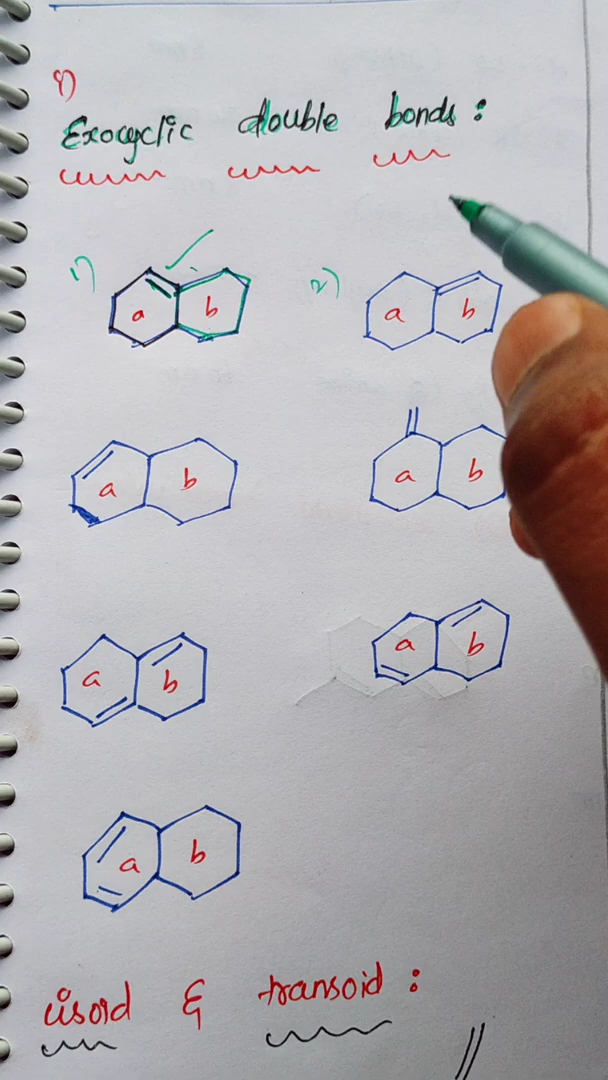 8)
Exocyclic double bonds:
1) a b 2) a b
a b a b
a b a b
a b
cisoid & transoid: